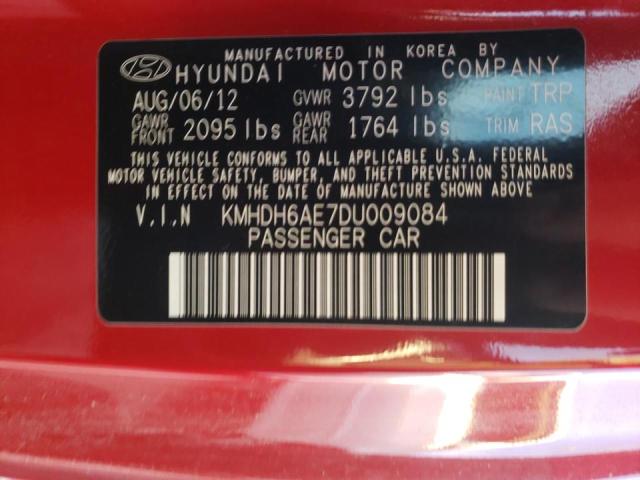 MANUFACTURED IN KOREA BY
HYUNDAI MOTOR COMPANY
AUG/06/12 GVWR 3792 lbs PAINT TRP
GAWR FRONT 2095 lbs GAWR REAR 1764 lbs TRIM RAS
THIS VEHICLE CONFORMS TO ALL APPLICABLE U.S.A. FEDERAL
MOTOR VEHICLE SAFETY, BUMPER, AND THEFT PREVENTION STANDARDS
IN EFFECT ON THE DATE OF MANUFACTURE SHOWN ABOVE.
V.I.N KMHDH6AE7DU009084
PASSENGER CAR